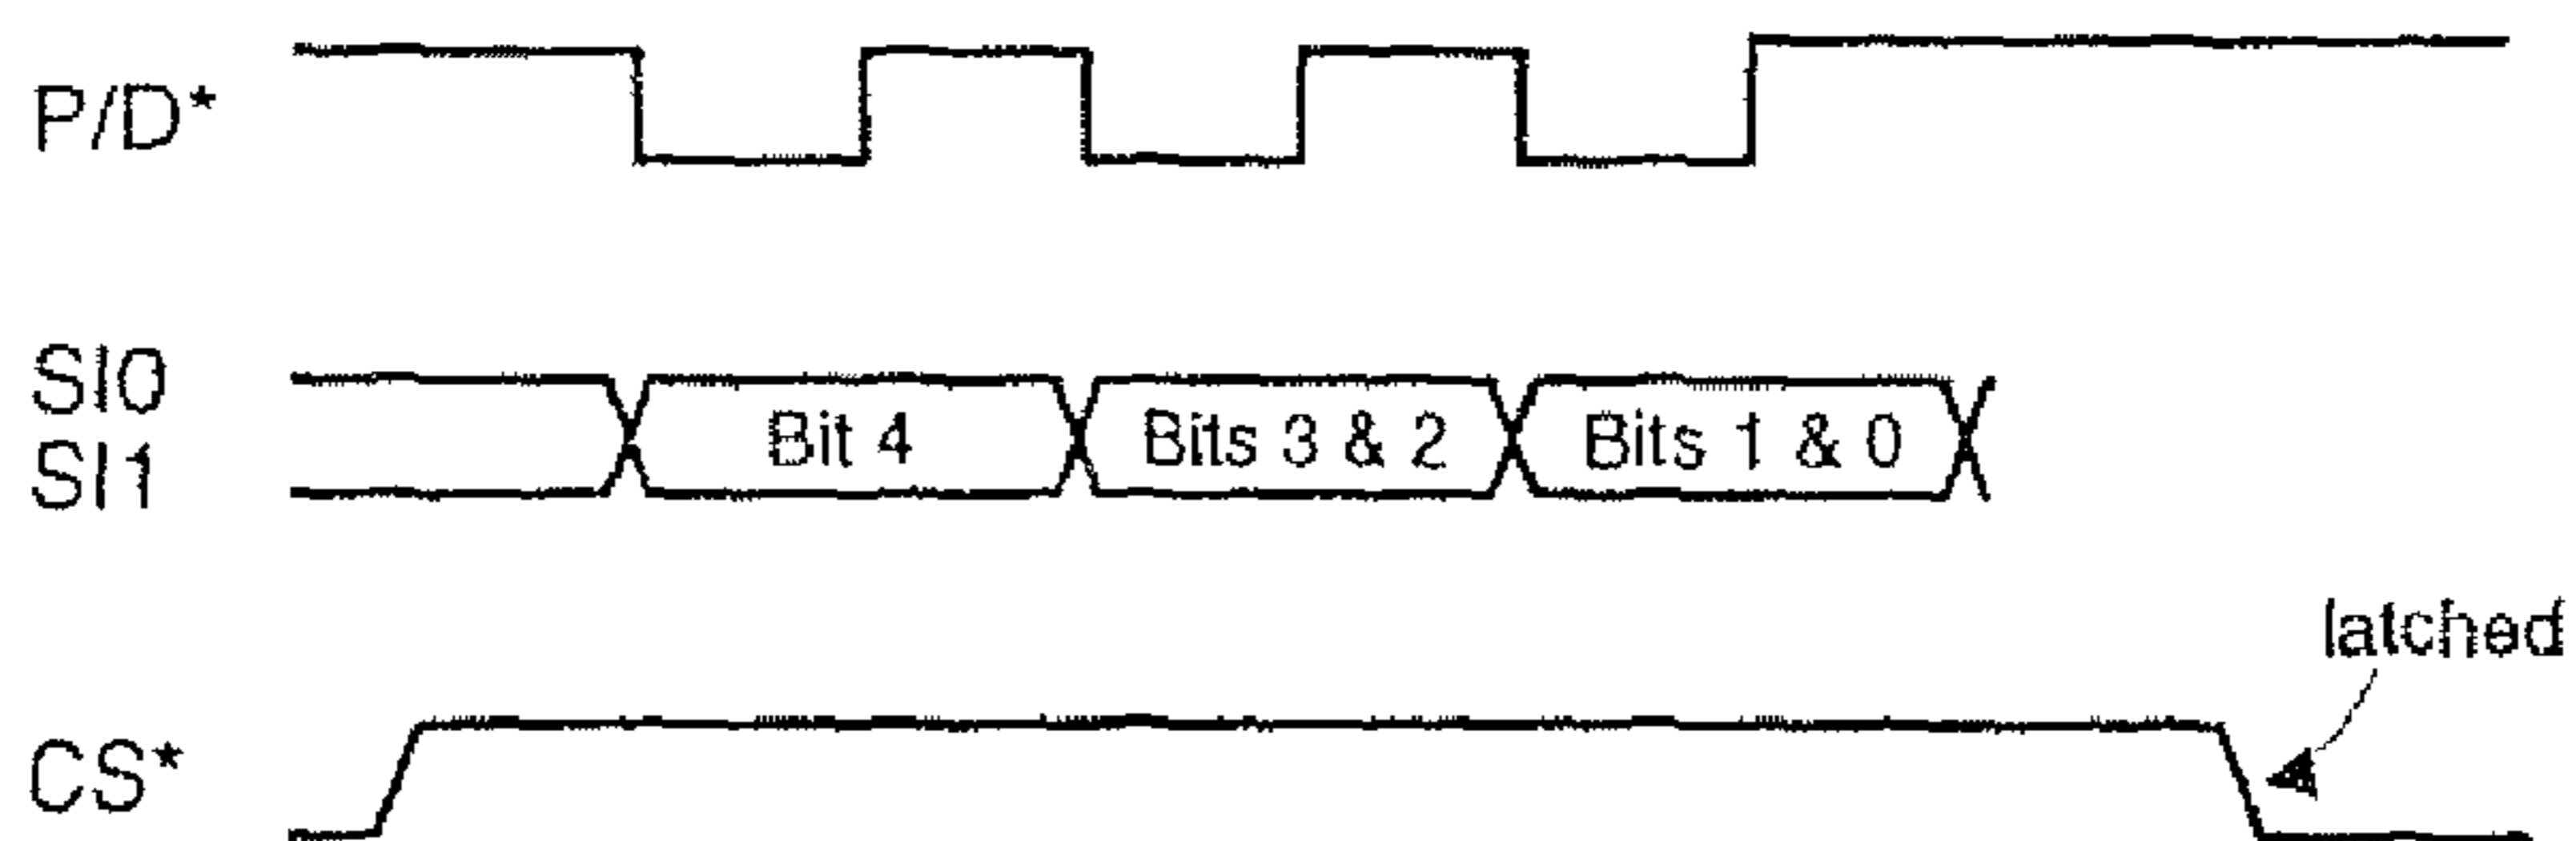 P/D*
SI0
SI1
Bit 4
Bits 3 & 2
Bits 1 & 0
latched
CS*